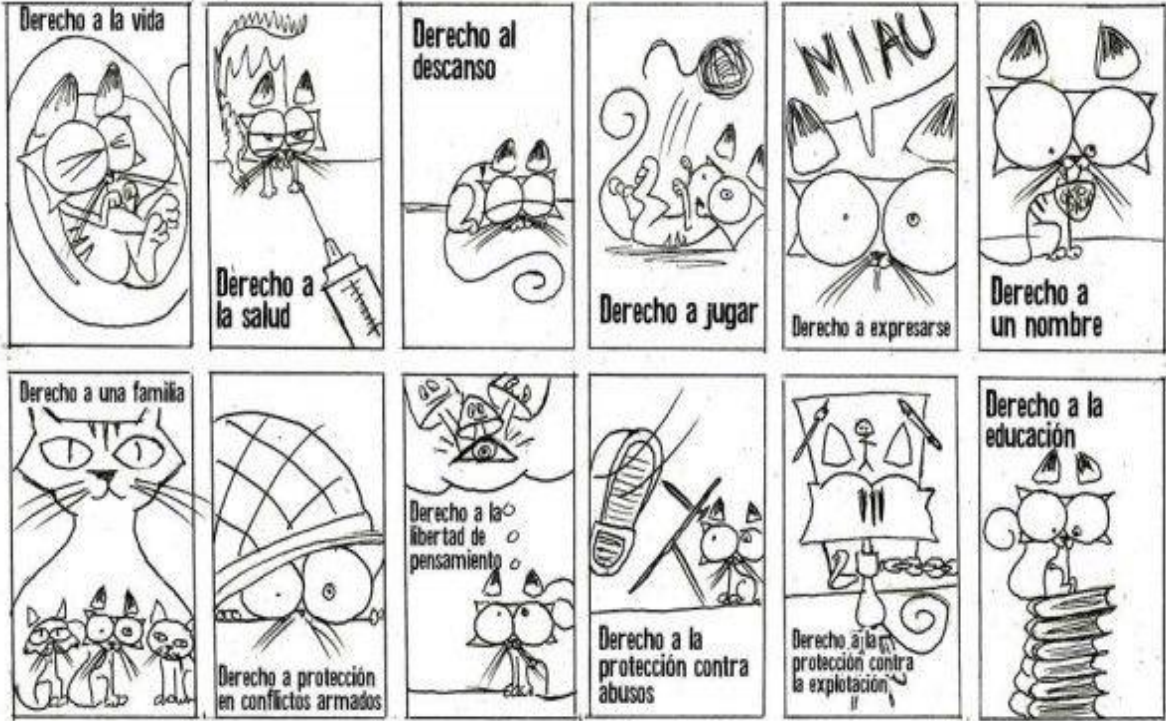 Derecho a la vida
Derecho a
la salud
Derecho al
descanso
Derecho a jugar
MIAU
Derecho a expresarse
Derecho a
un nombre
Derecho a una familia
Derecho a protección
en conflictos armados
Derecho a la
libertad de
pensamiento
Derecho a la
protección contra
abusos
Derecho a la
protección contra
la explotación
Derecho a la
educación